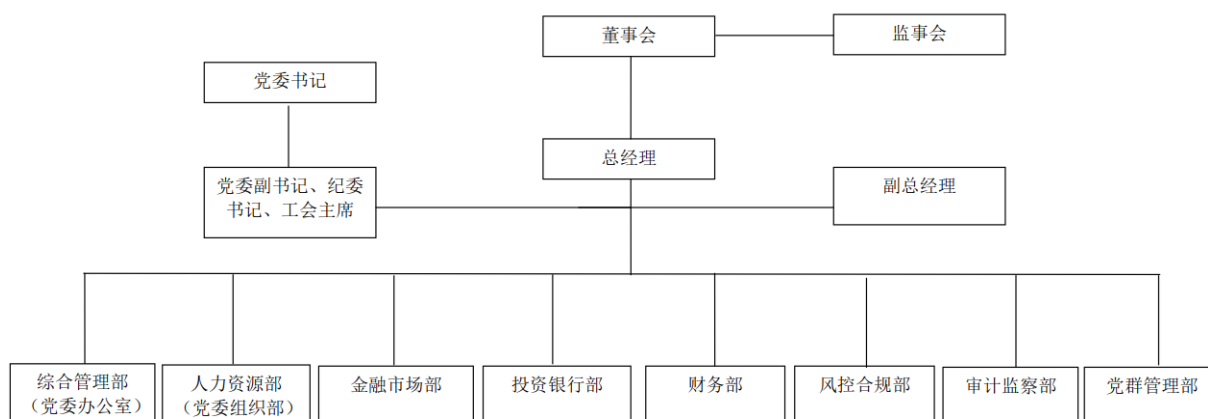 董事会
监事会
党委书记
总经理
党委副书记、纪委
书记、工会主席
副总经理
综合管理部
（党委办公室）
人力资源部
（党委组织部）
金融市场部
投资银行部
财务部
风控合规部
审计监察部
党群管理部